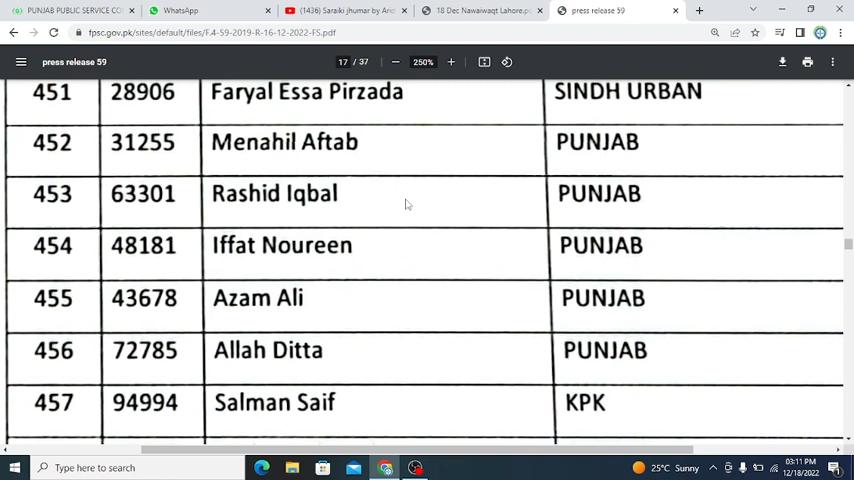 PUNJAB PUBLIC SERVICE CO
WhatsApp
(1436) Saraiki jhumar by Ari
18 Dec Nawaiwaqt Lahore.p
press release 59
fpsc.gov.pk/sites/default/files/F.4-59-2019-R-16-12-2022-FS.pdf
press release 59
17 / 37
250%
451 28906 Faryal Essa Pirzada SINDH URBAN
452 31255 Menahil Aftab PUNJAB
453 63301 Rashid Iqbal PUNJAB
454 48181 Iffat Noureen PUNJAB
455 43678 Azam Ali PUNJAB
456 72785 Allah Ditta PUNJAB
457 94994 Salman Saif KPK
Type here to search
25°C Sunny
03:11 PM
12/18/2022